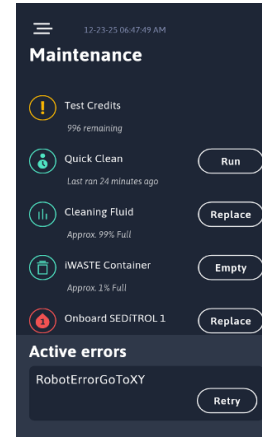 12-23-25 06:47:49 AM
Maintenance
Test Credits
996 remaining
Quick Clean
Run
Last ran 24 minutes ago
Cleaning Fluid
Replace
Approx. 99% Full
iWASTE Container
Empty
Approx. 1% Full
1
Onboard SEDiTROL 1
Replace
Active errors
RobotErrorGoToXY
Retry